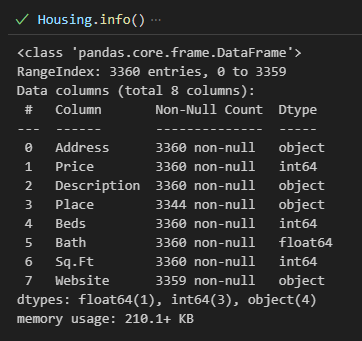 Housing.info() ···
<class 'pandas.core.frame.DataFrame'>
RangeIndex: 3360 entries, 0 to 3359
Data columns (total 8 columns):
 #   Column       Non-Null Count  Dtype
---  ------       --------------  -----
 0   Address      3360 non-null   object
 1   Price        3360 non-null   int64
 2   Description  3360 non-null   object
 3   Place        3344 non-null   object
 4   Beds         3360 non-null   int64
 5   Bath         3360 non-null   float64
 6   Sq.Ft        3360 non-null   int64
 7   Website      3359 non-null   object
dtypes: float64(1), int64(3), object(4)
memory usage: 210.1+ KB